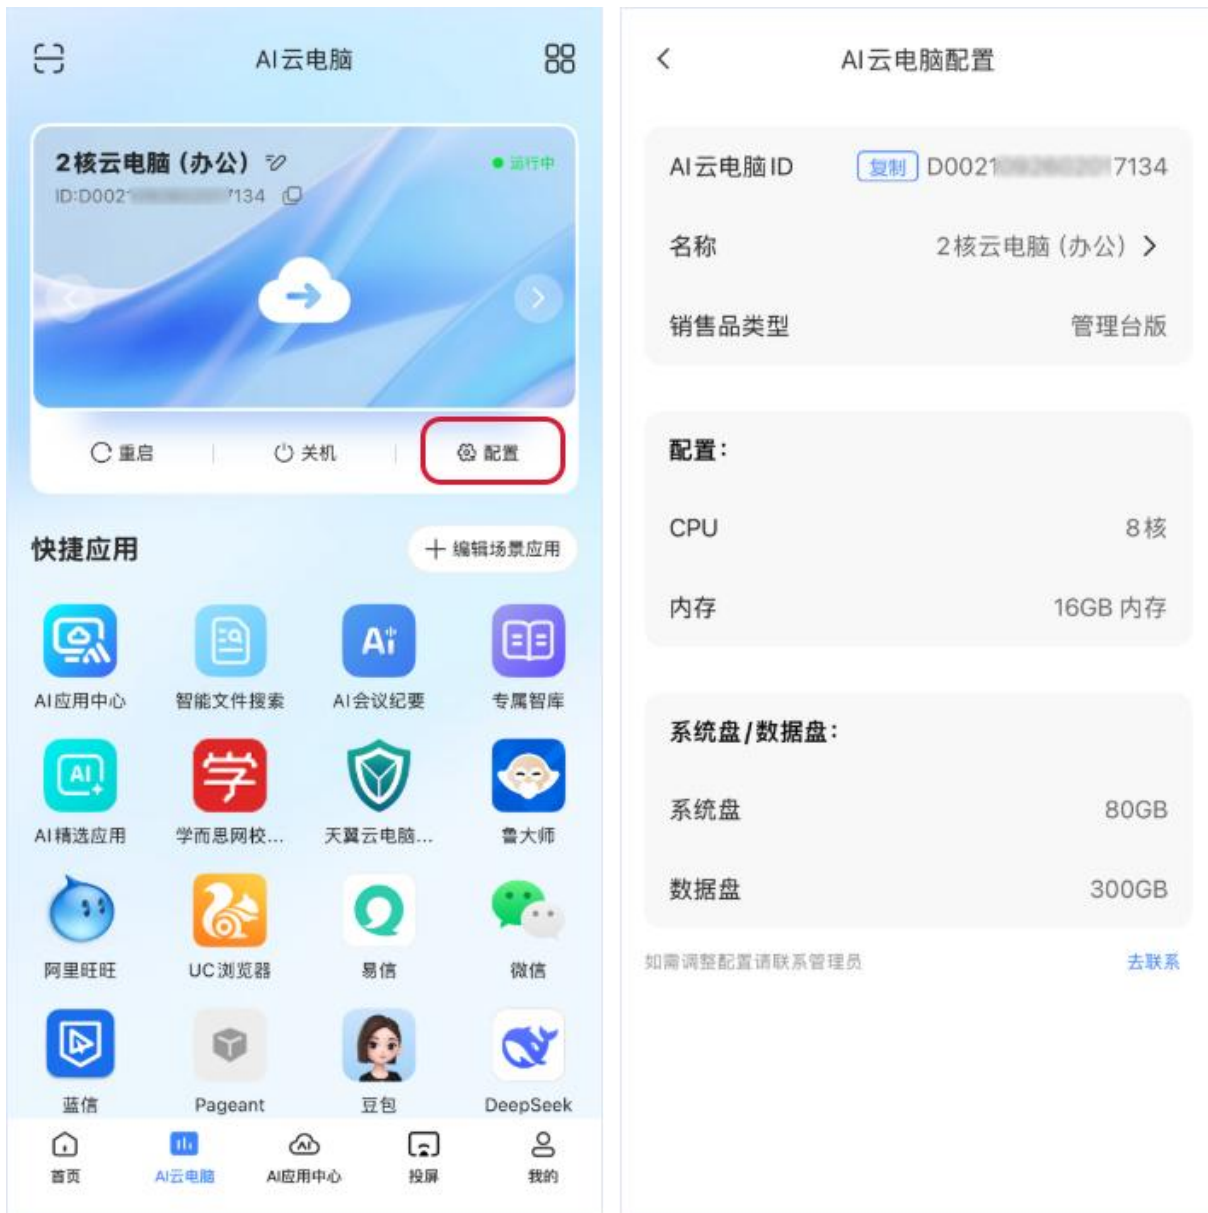 AI云电脑
2核云电脑（办公）
运行中
ID:D002 7134
重启
关机
配置
快捷应用
编辑场景应用
AI应用中心
智能文件搜索
Ai
AI会议纪要
专属智库
AI
AI精选应用
学
学而思网校...
天翼云电脑...
鲁大师
阿里旺旺
UC浏览器
易信
微信
蓝信
Pageant
豆包
DeepSeek
首页
AI云电脑
AI应用中心
投屏
我的
AI云电脑配置
AI云电脑ID 复制 D0021 7134
名称 2核云电脑（办公）
销售品类型 管理台版
配置：
CPU 8核
内存 16GB 内存
系统盘/数据盘：
系统盘 80GB
数据盘 300GB
如需调整配置请联系管理员 去联系